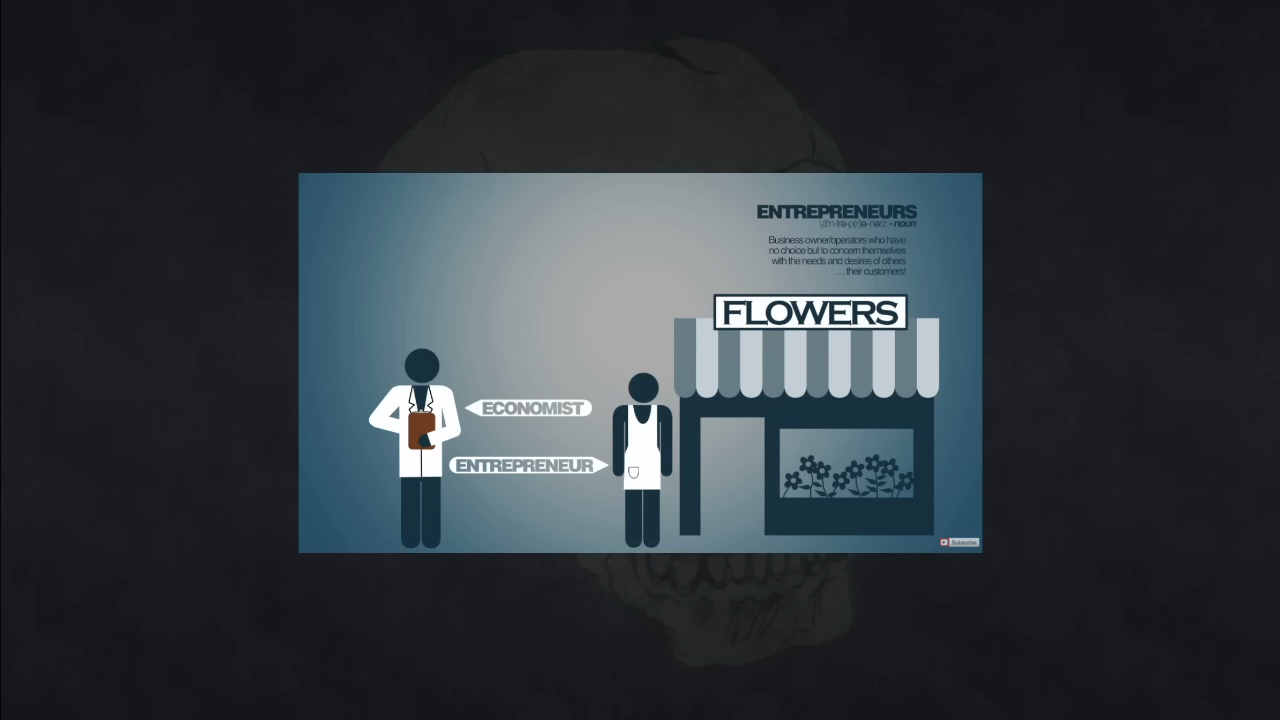 ENTREPRENEURS
- noun
Business owner/operators who have
no choice but to concern themselves
with the needs and desires of others
... their customers!
FLOWERS
ECONOMIST
ENTREPRENEUR
Subscribe